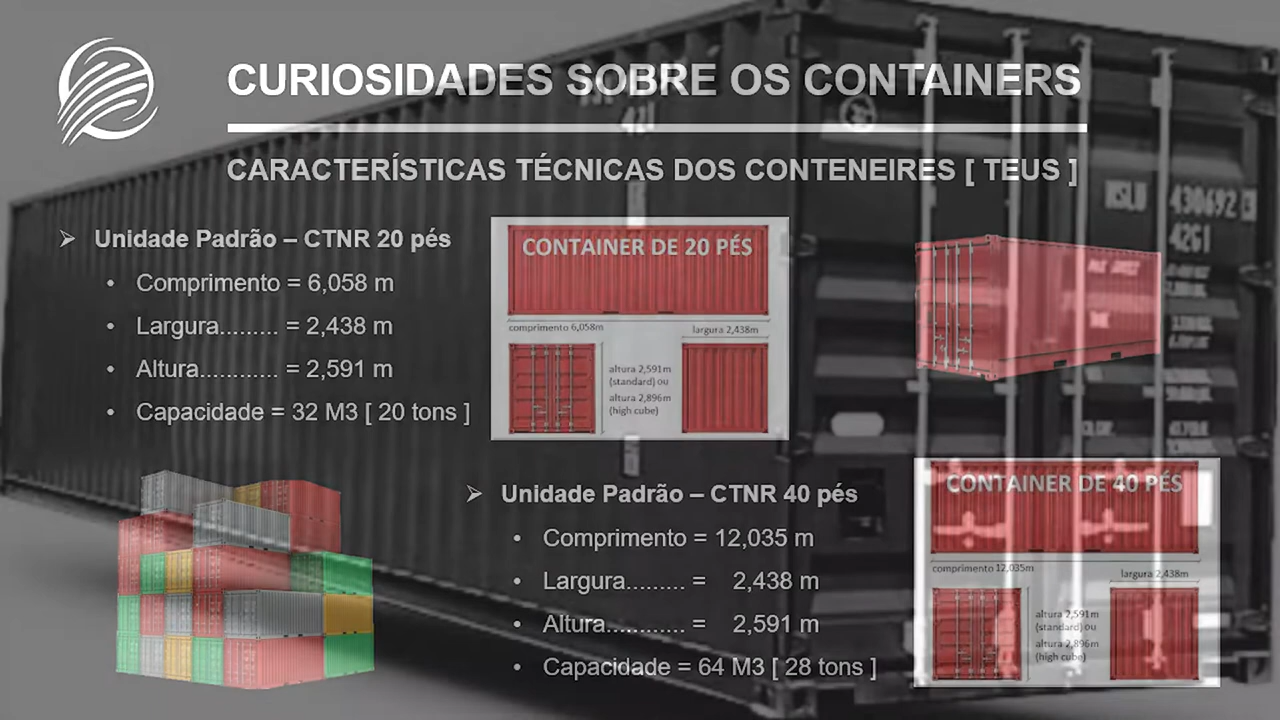 CURIOSIDADES SOBRE OS CONTAINERS
421
CARACTERÍSTICAS TÉCNICAS DOS CONTENEIRES [ TEUS ]
430692
42G1
➢ Unidade Padrão – CTNR 20 pés
• Comprimento = 6,058 m
• Largura......... = 2,438 m
• Altura............ = 2,591 m
• Capacidade = 32 M3 [ 20 tons ]
CONTAINER DE 20 PÉS
comprimento 6,058m
largura 2,438m
altura 2,591m
(standard) ou
altura 2,896m
(high cube)
➢ Unidade Padrão – CTNR 40 pés
• Comprimento = 12,035 m
• Largura......... = 2,438 m
• Altura............ = 2,591 m
• Capacidade = 64 M3 [ 28 tons ]
CONTAINER DE 40 PÉS
comprimento 12,035m
largura 2,438m
altura 2,591m
(standard) ou
altura 2,896m
(high cube)